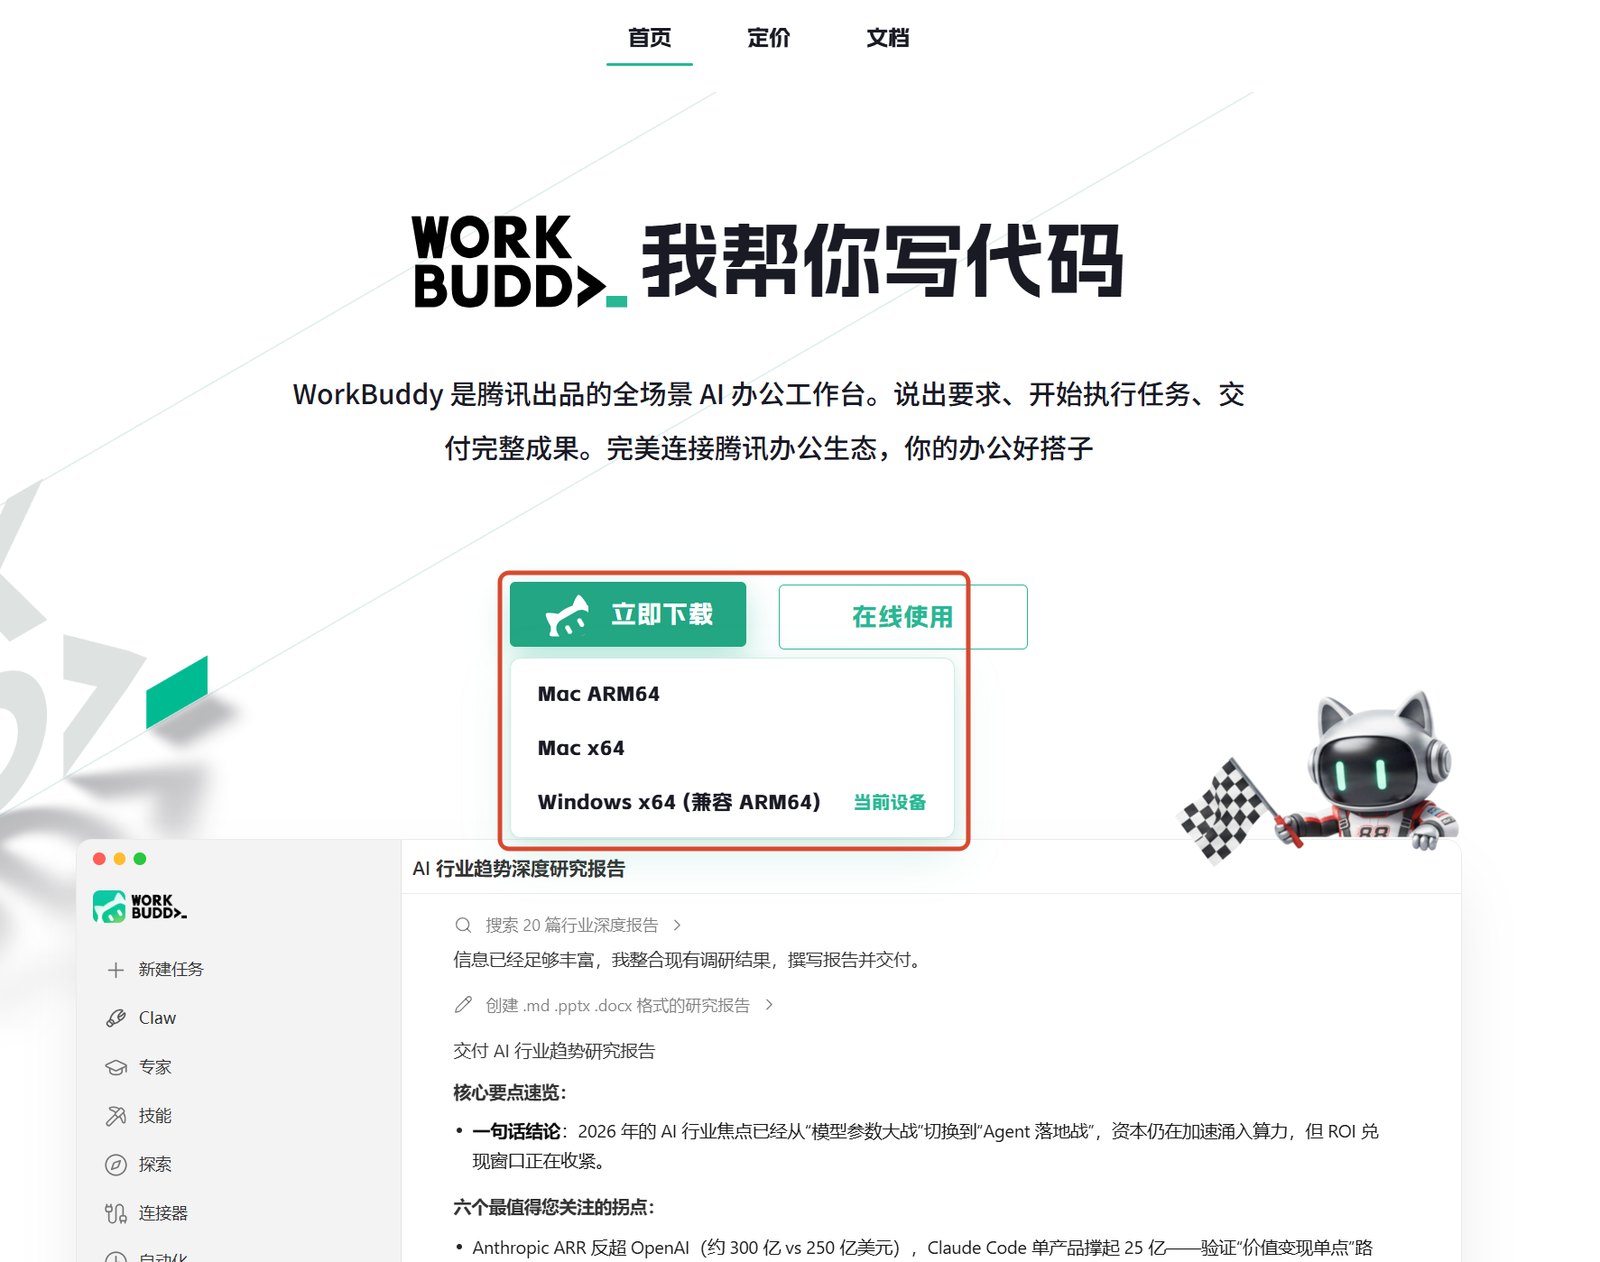 首页
定价
文档
WORK
BUDD>_
我帮你写代码
WorkBuddy 是腾讯出品的全场景 AI 办公工作台。说出要求、开始执行任务、交
付完整成果。完美连接腾讯办公生态，你的办公好搭子
立即下载
在线使用
Mac ARM64
Mac x64
Windows x64 (兼容 ARM64)
当前设备
88
AI 行业趋势深度研究报告
WORK
BUDD>_
新建任务
Claw
专家
技能
探索
连接器
自动化
搜索 20 篇行业深度报告
信息已经足够丰富，我整合现有调研结果，撰写报告并交付。
创建 .md .pptx .docx 格式的研究报告
交付 AI 行业趋势研究报告
核心要点速览：
• 一句话结论：2026 年的 AI 行业焦点已经从“模型参数大战”切换到“Agent 落地战”，资本仍在加速涌入算力，但 ROI 兑
现窗口正在收紧。
六个最值得您关注的拐点：
• Anthropic ARR 反超 OpenAI（约 300 亿 vs 250 亿美元），Claude Code 单产品撑起 25 亿——验证“价值变现单点”路